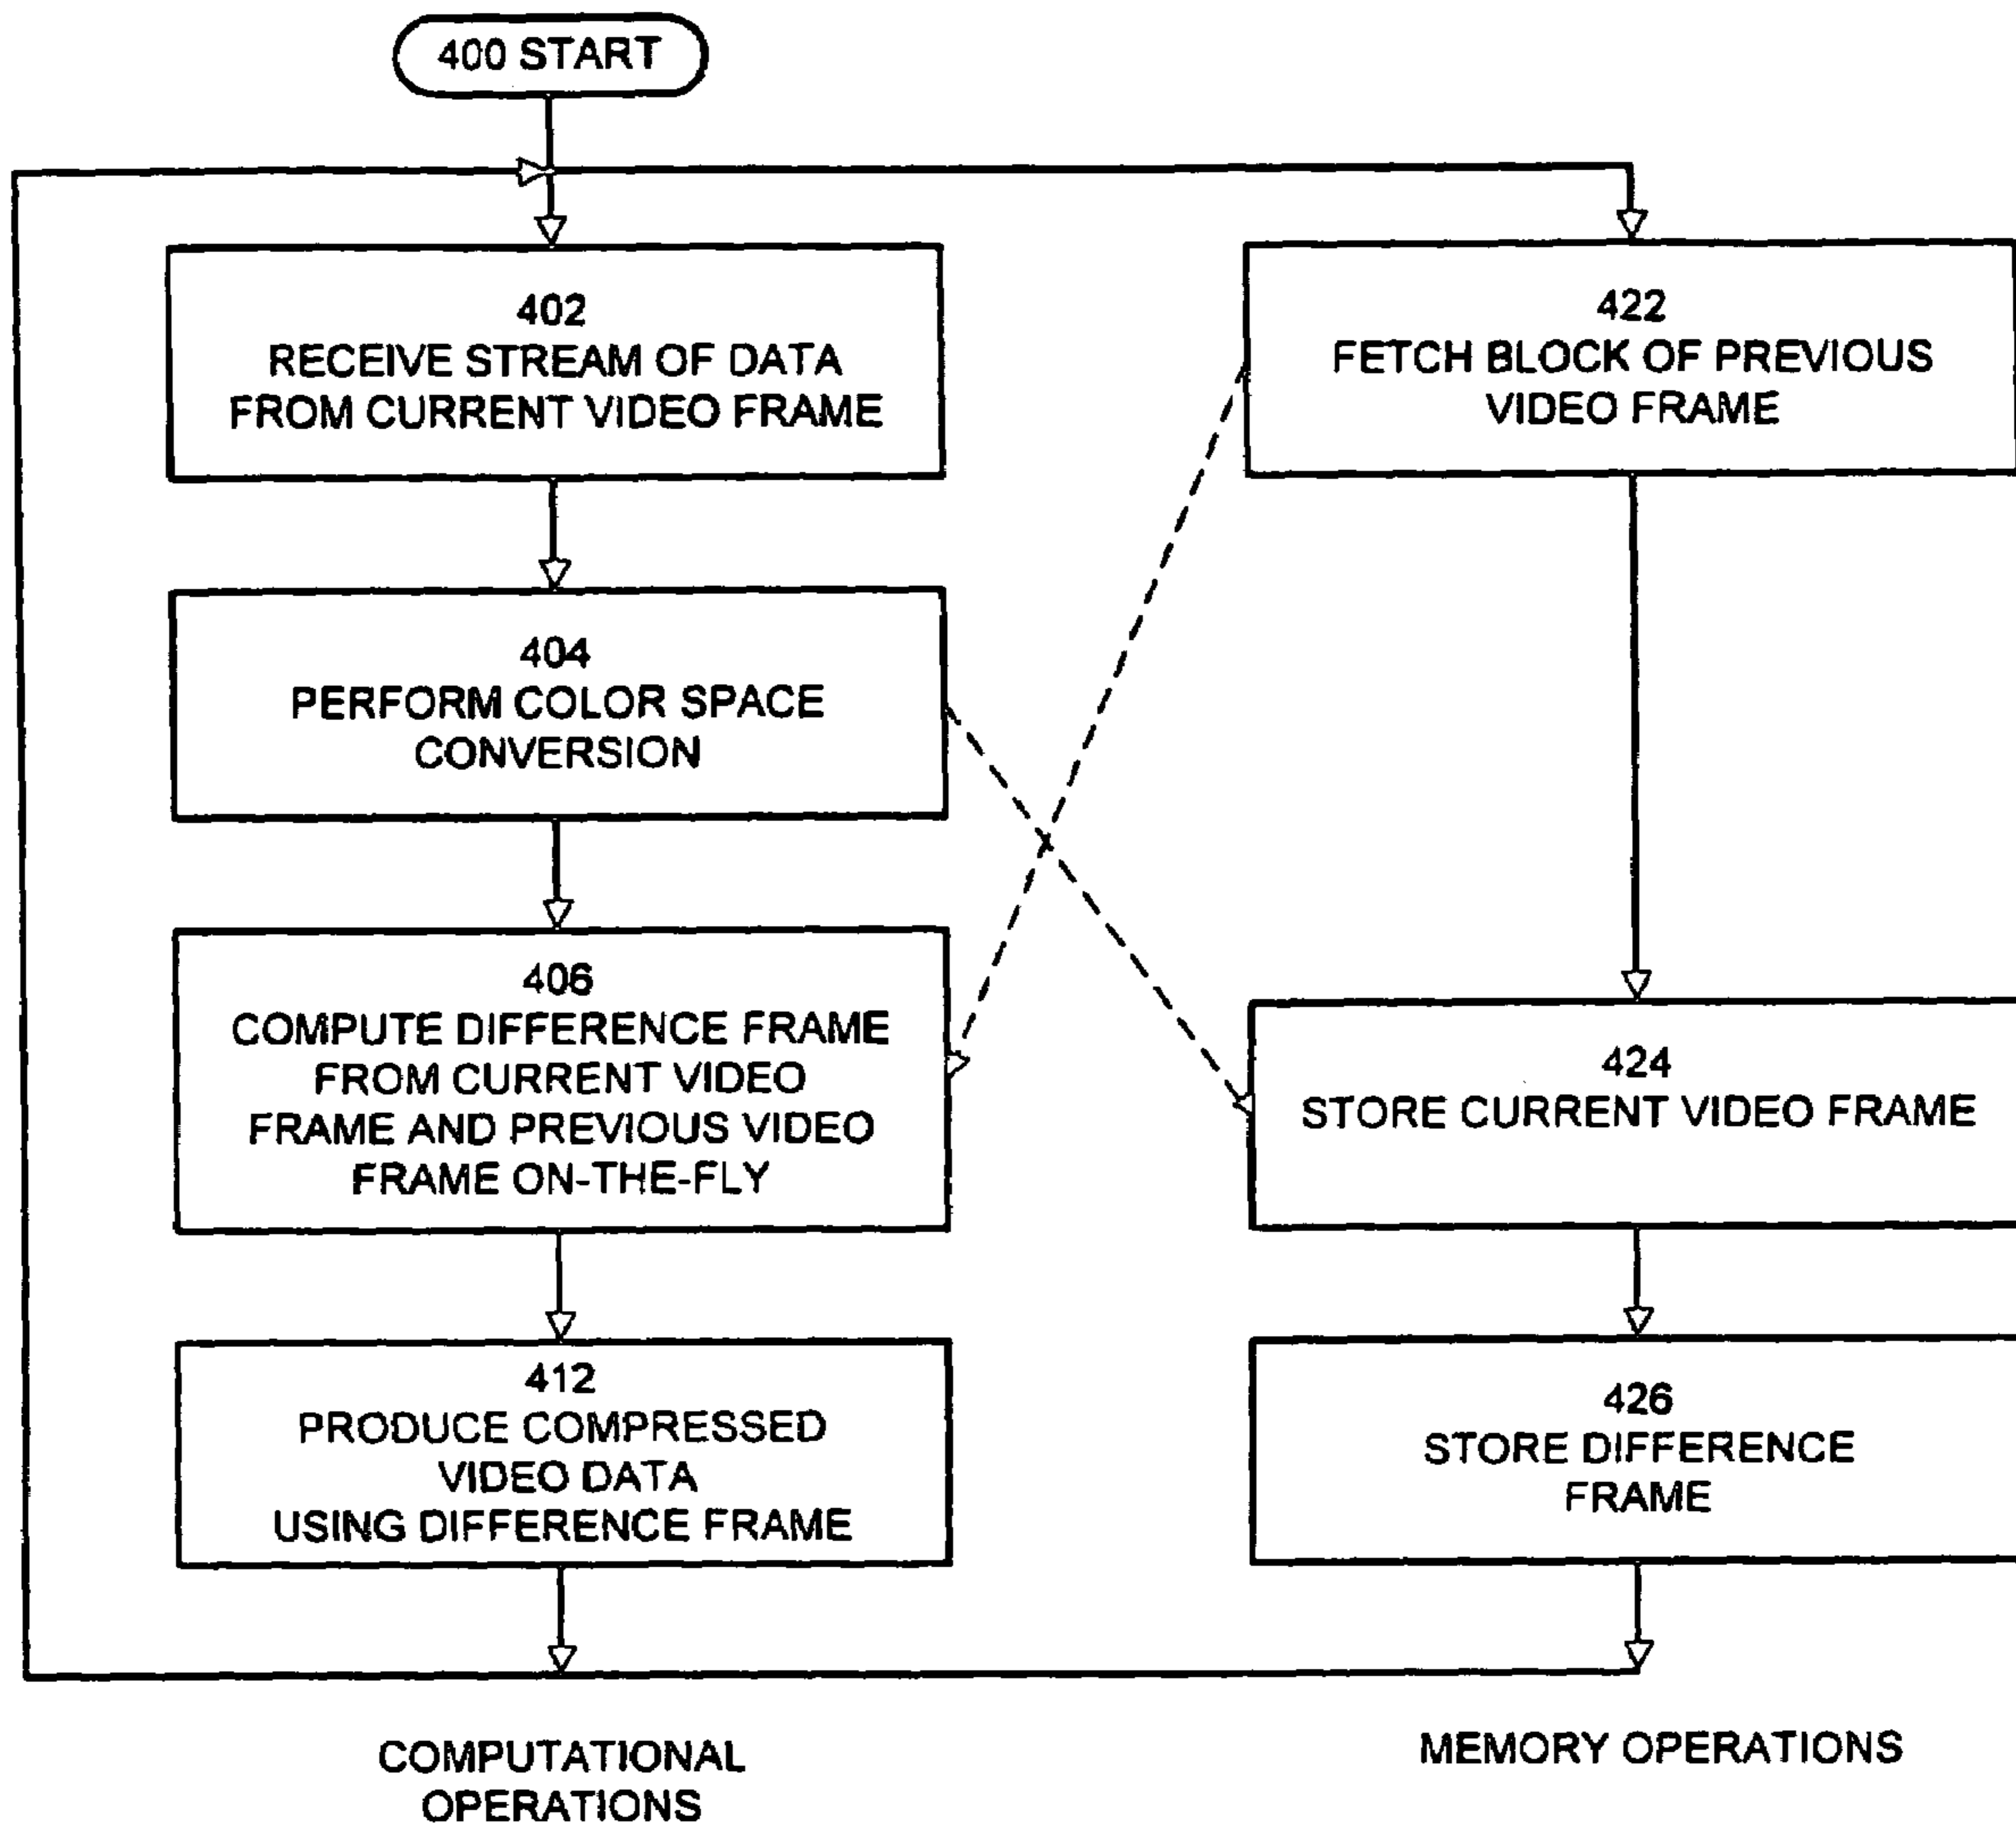 400 START
402
RECEIVE STREAM OF DATA
FROM CURRENT VIDEO FRAME
422
FETCH BLOCK OF PREVIOUS
VIDEO FRAME
404
PERFORM COLOR SPACE
CONVERSION
406
COMPUTE DIFFERENCE FRAME
FROM CURRENT VIDEO
FRAME AND PREVIOUS VIDEO
FRAME ON-THE-FLY
424
STORE CURRENT VIDEO FRAME
412
PRODUCE COMPRESSED
VIDEO DATA
USING DIFFERENCE FRAME
426
STORE DIFFERENCE
FRAME
COMPUTATIONAL
OPERATIONS
MEMORY OPERATIONS